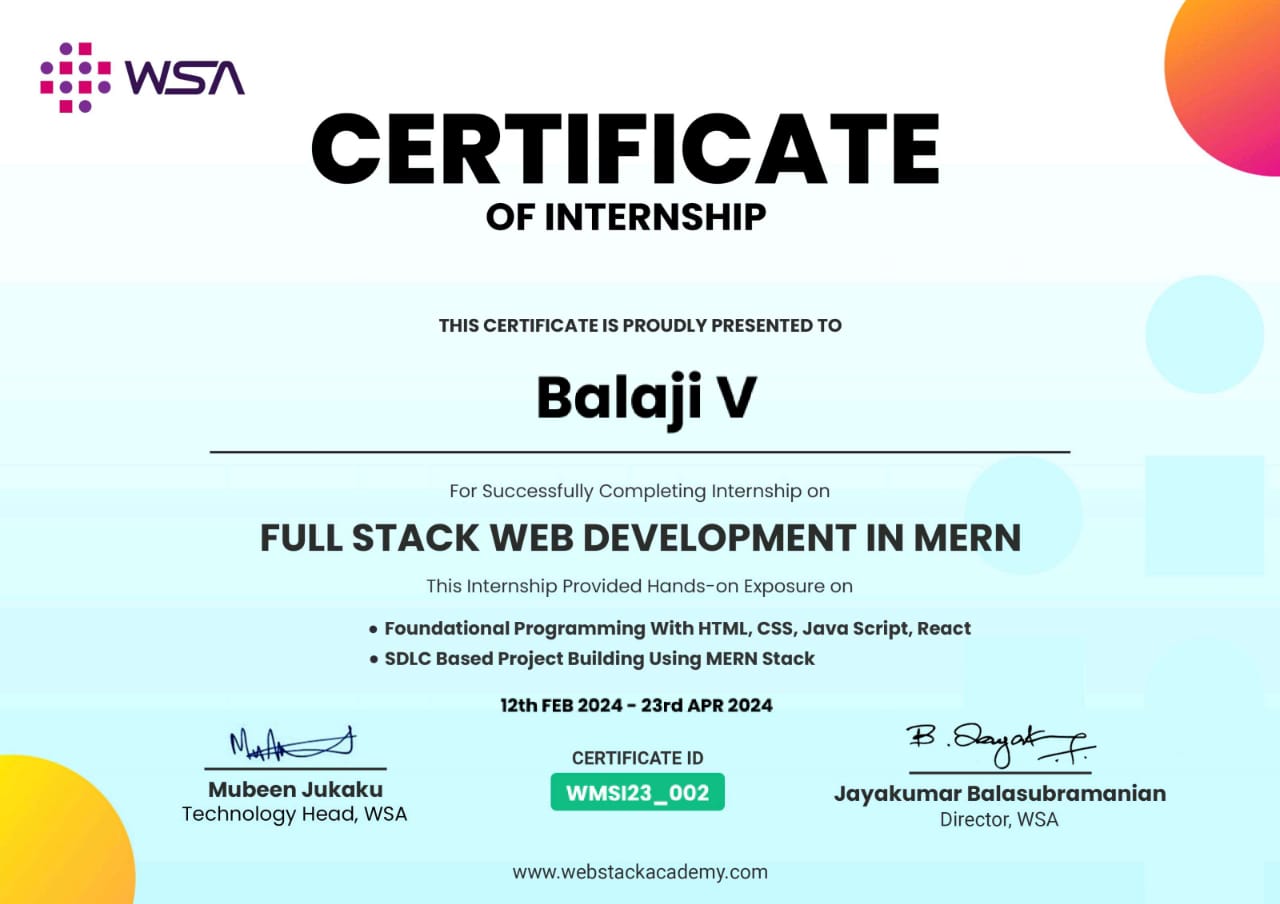 WSA
CERTIFICATE
OF INTERNSHIP
THIS CERTIFICATE IS PROUDLY PRESENTED TO
Balaji V
For Successfully Completing Internship on
FULL STACK WEB DEVELOPMENT IN MERN
This Internship Provided Hands-on Exposure on
• Foundational Programming With HTML, CSS, Java Script, React
• SDLC Based Project Building Using MERN Stack
12th FEB 2024 - 23rd APR 2024
Mubeen Jukaku
Technology Head, WSA
CERTIFICATE ID
WMSI23_002
Jayakumar Balasubramanian
Director, WSA
www.webstackacademy.com